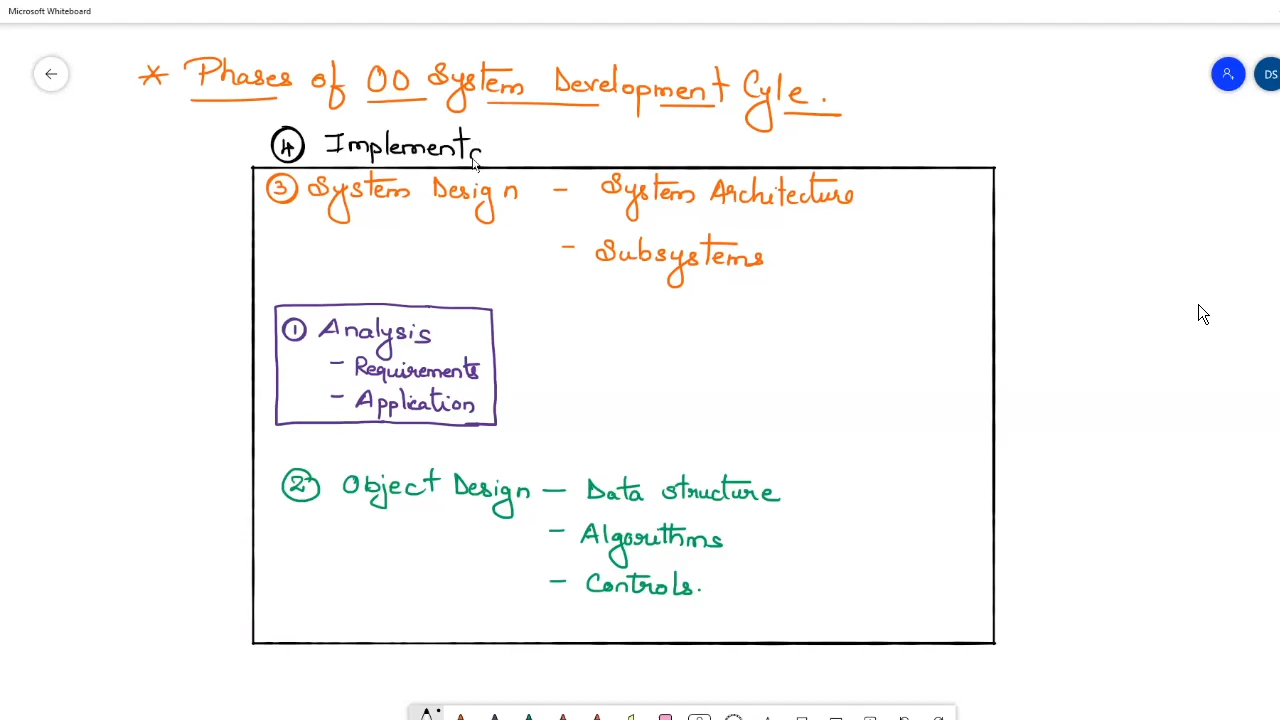 Microsoft Whiteboard
* Phases of OO System Development Cyle.
DS
④ Implementa
③ System Design - System Architecture
- Subsystems
① Analysis
- Requirements
- Application
② Object Design - Data structure
- Algorithms
- Controls.